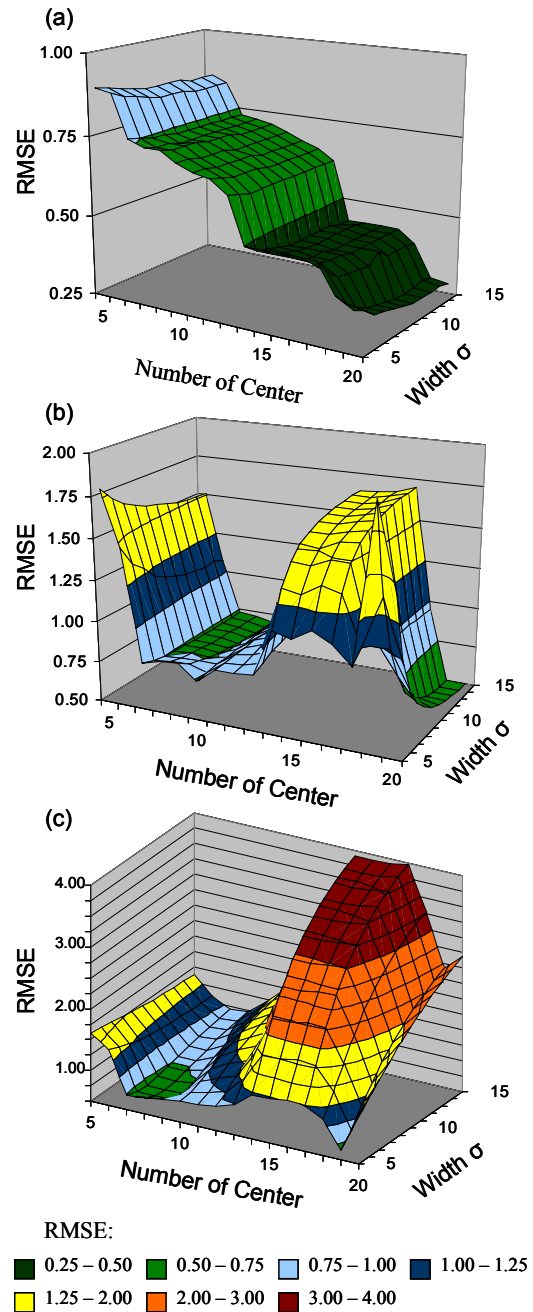 (a)
1.00
0.75
0.50
0.25
RMSE
5
10
15
20
Number of Center
5
10
15
Width σ
(b)
2.00
1.75
1.50
1.25
1.00
0.75
0.50
RMSE
5
10
15
20
Number of Center
5
10
15
Width σ
(c)
4.00
3.00
2.00
1.00
RMSE
5
10
15
20
Number of Center
5
10
15
Width σ
RMSE:
0.25 – 0.50 0.50 – 0.75 0.75 – 1.00 1.00 – 1.25
1.25 – 2.00 2.00 – 3.00 3.00 – 4.00